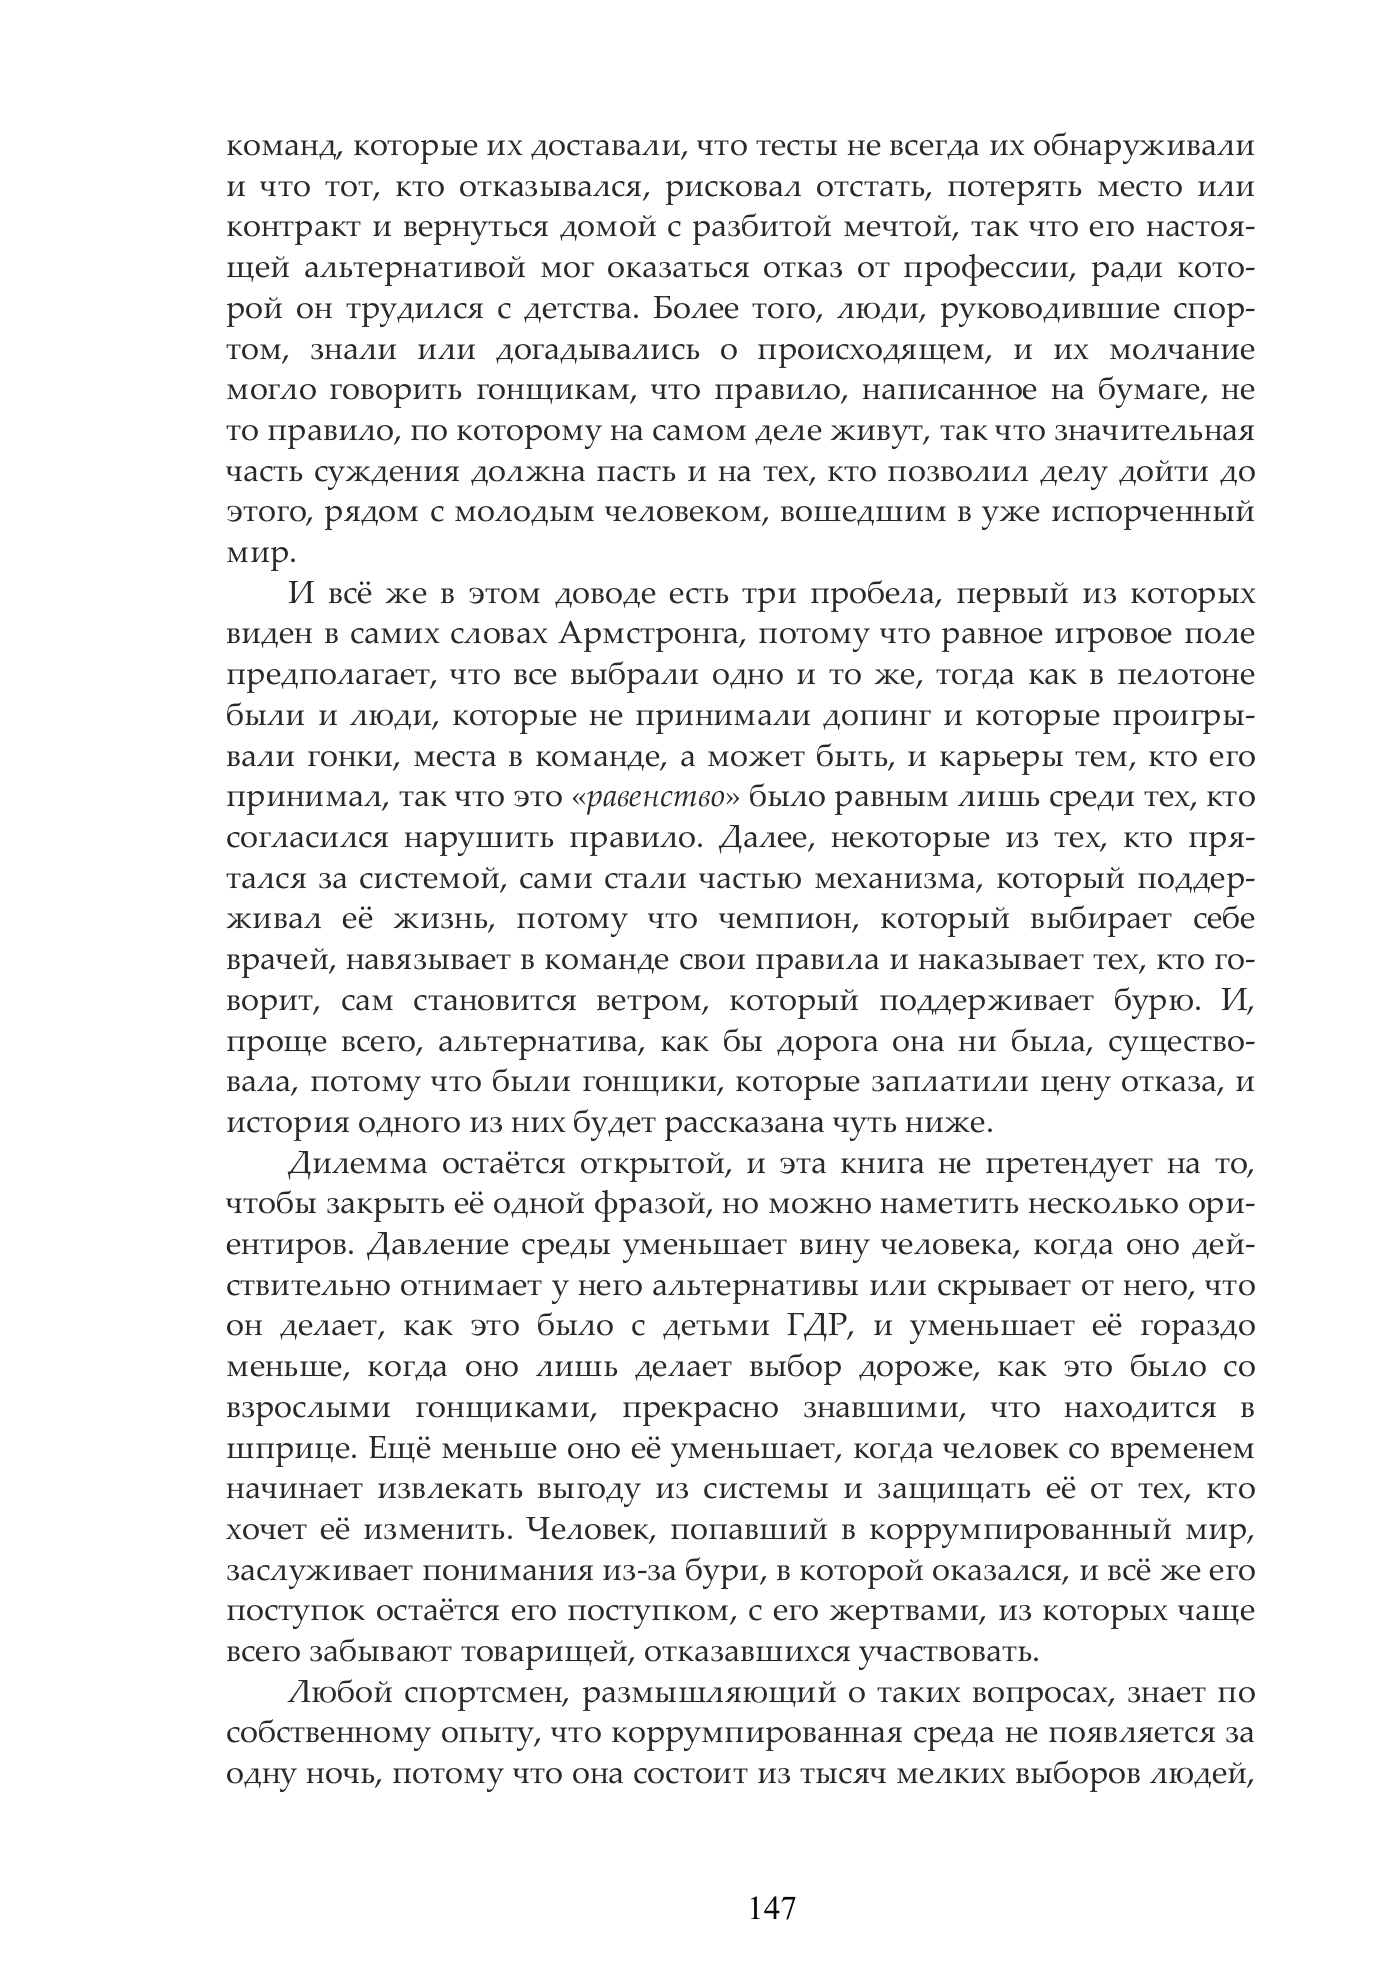 команд, которые их доставали, что тесты не всегда их обнаруживали
и что тот, кто отказывался, рисковал отстать, потерять место или
контракт и вернуться домой с разбитой мечтой, так что его настоя-
щей альтернативой мог оказаться отказ от профессии, ради кото-
рой он трудился с детства. Более того, люди, руководившие спор-
том, знали или догадывались о происходящем, и их молчание
могло говорить гонщикам, что правило, написанное на бумаге, не
то правило, по которому на самом деле живут, так что значительная
часть суждения должна пасть и на тех, кто позволил делу дойти до
этого, рядом с молодым человеком, вошедшим в уже испорченный
мир.
И всё же в этом доводе есть три пробела, первый из которых
виден в самих словах Армстронга, потому что равное игровое поле
предполагает, что все выбрали одно и то же, тогда как в пелотоне
были и люди, которые не принимали допинг и которые проигры-
вали гонки, места в команде, а может быть, и карьеры тем, кто его
принимал, так что это «равенство» было равным лишь среди тех, кто
согласился нарушить правило. Далее, некоторые из тех, кто пря-
тался за системой, сами стали частью механизма, который поддер-
живал её жизнь, потому что чемпион, который выбирает себе
врачей, навязывает в команде свои правила и наказывает тех, кто го-
ворит, сам становится ветром, который поддерживает бурю. И,
проще всего, альтернатива, как бы дорога она ни была, существо-
вала, потому что были гонщики, которые заплатили цену отказа, и
история одного из них будет рассказана чуть ниже.
Дилемма остаётся открытой, и эта книга не претендует на то,
чтобы закрыть её одной фразой, но можно наметить несколько ори-
ентиров. Давление среды уменьшает вину человека, когда оно дей-
ствительно отнимает у него альтернативы или скрывает от него, что
он делает, как это было с детьми ГДР, и уменьшает её гораздо
меньше, когда оно лишь делает выбор дороже, как это было со
взрослыми гонщиками, прекрасно знавшими, что находится в
шприце. Ещё меньше оно её уменьшает, когда человек со временем
начинает извлекать выгоду из системы и защищать её от тех, кто
хочет её изменить. Человек, попавший в коррумпированный мир,
заслуживает понимания из-за бури, в которой оказался, и всё же его
поступок остаётся его поступком, с его жертвами, из которых чаще
всего забывают товарищей, отказавшихся участвовать.
Любой спортсмен, размышляющий о таких вопросах, знает по
собственному опыту, что коррумпированная среда не появляется за
одну ночь, потому что она состоит из тысяч мелких выборов людей,
147